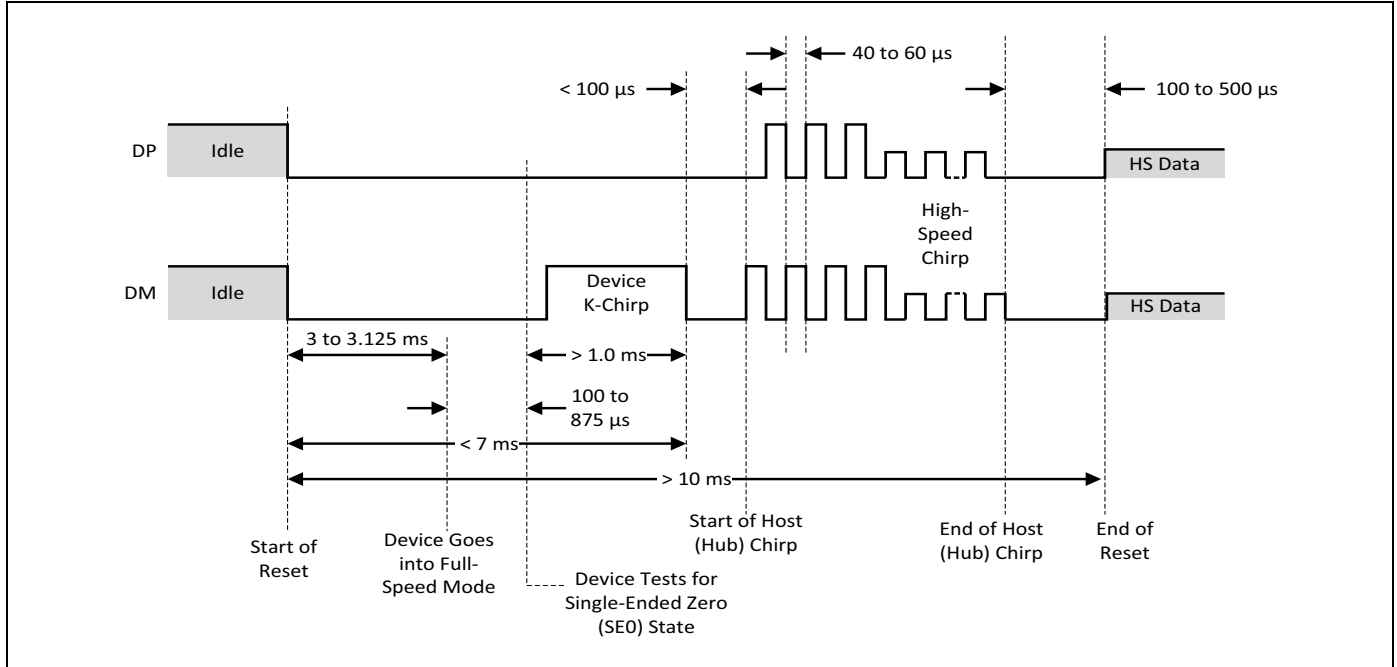 40 to 60 µs
< 100 µs
100 to 500 µs
DP
Idle
HS Data
High-
Speed
Chirp
DM
Idle
Device
K-Chirp
HS Data
3 to 3.125 ms
> 1.0 ms
100 to
875 µs
< 7 ms
> 10 ms
Start of
Reset
Device Goes
into Full-
Speed Mode
Device Tests for
Single-Ended Zero
(SE0) State
Start of Host
(Hub) Chirp
End of Host
(Hub) Chirp
End of
Reset